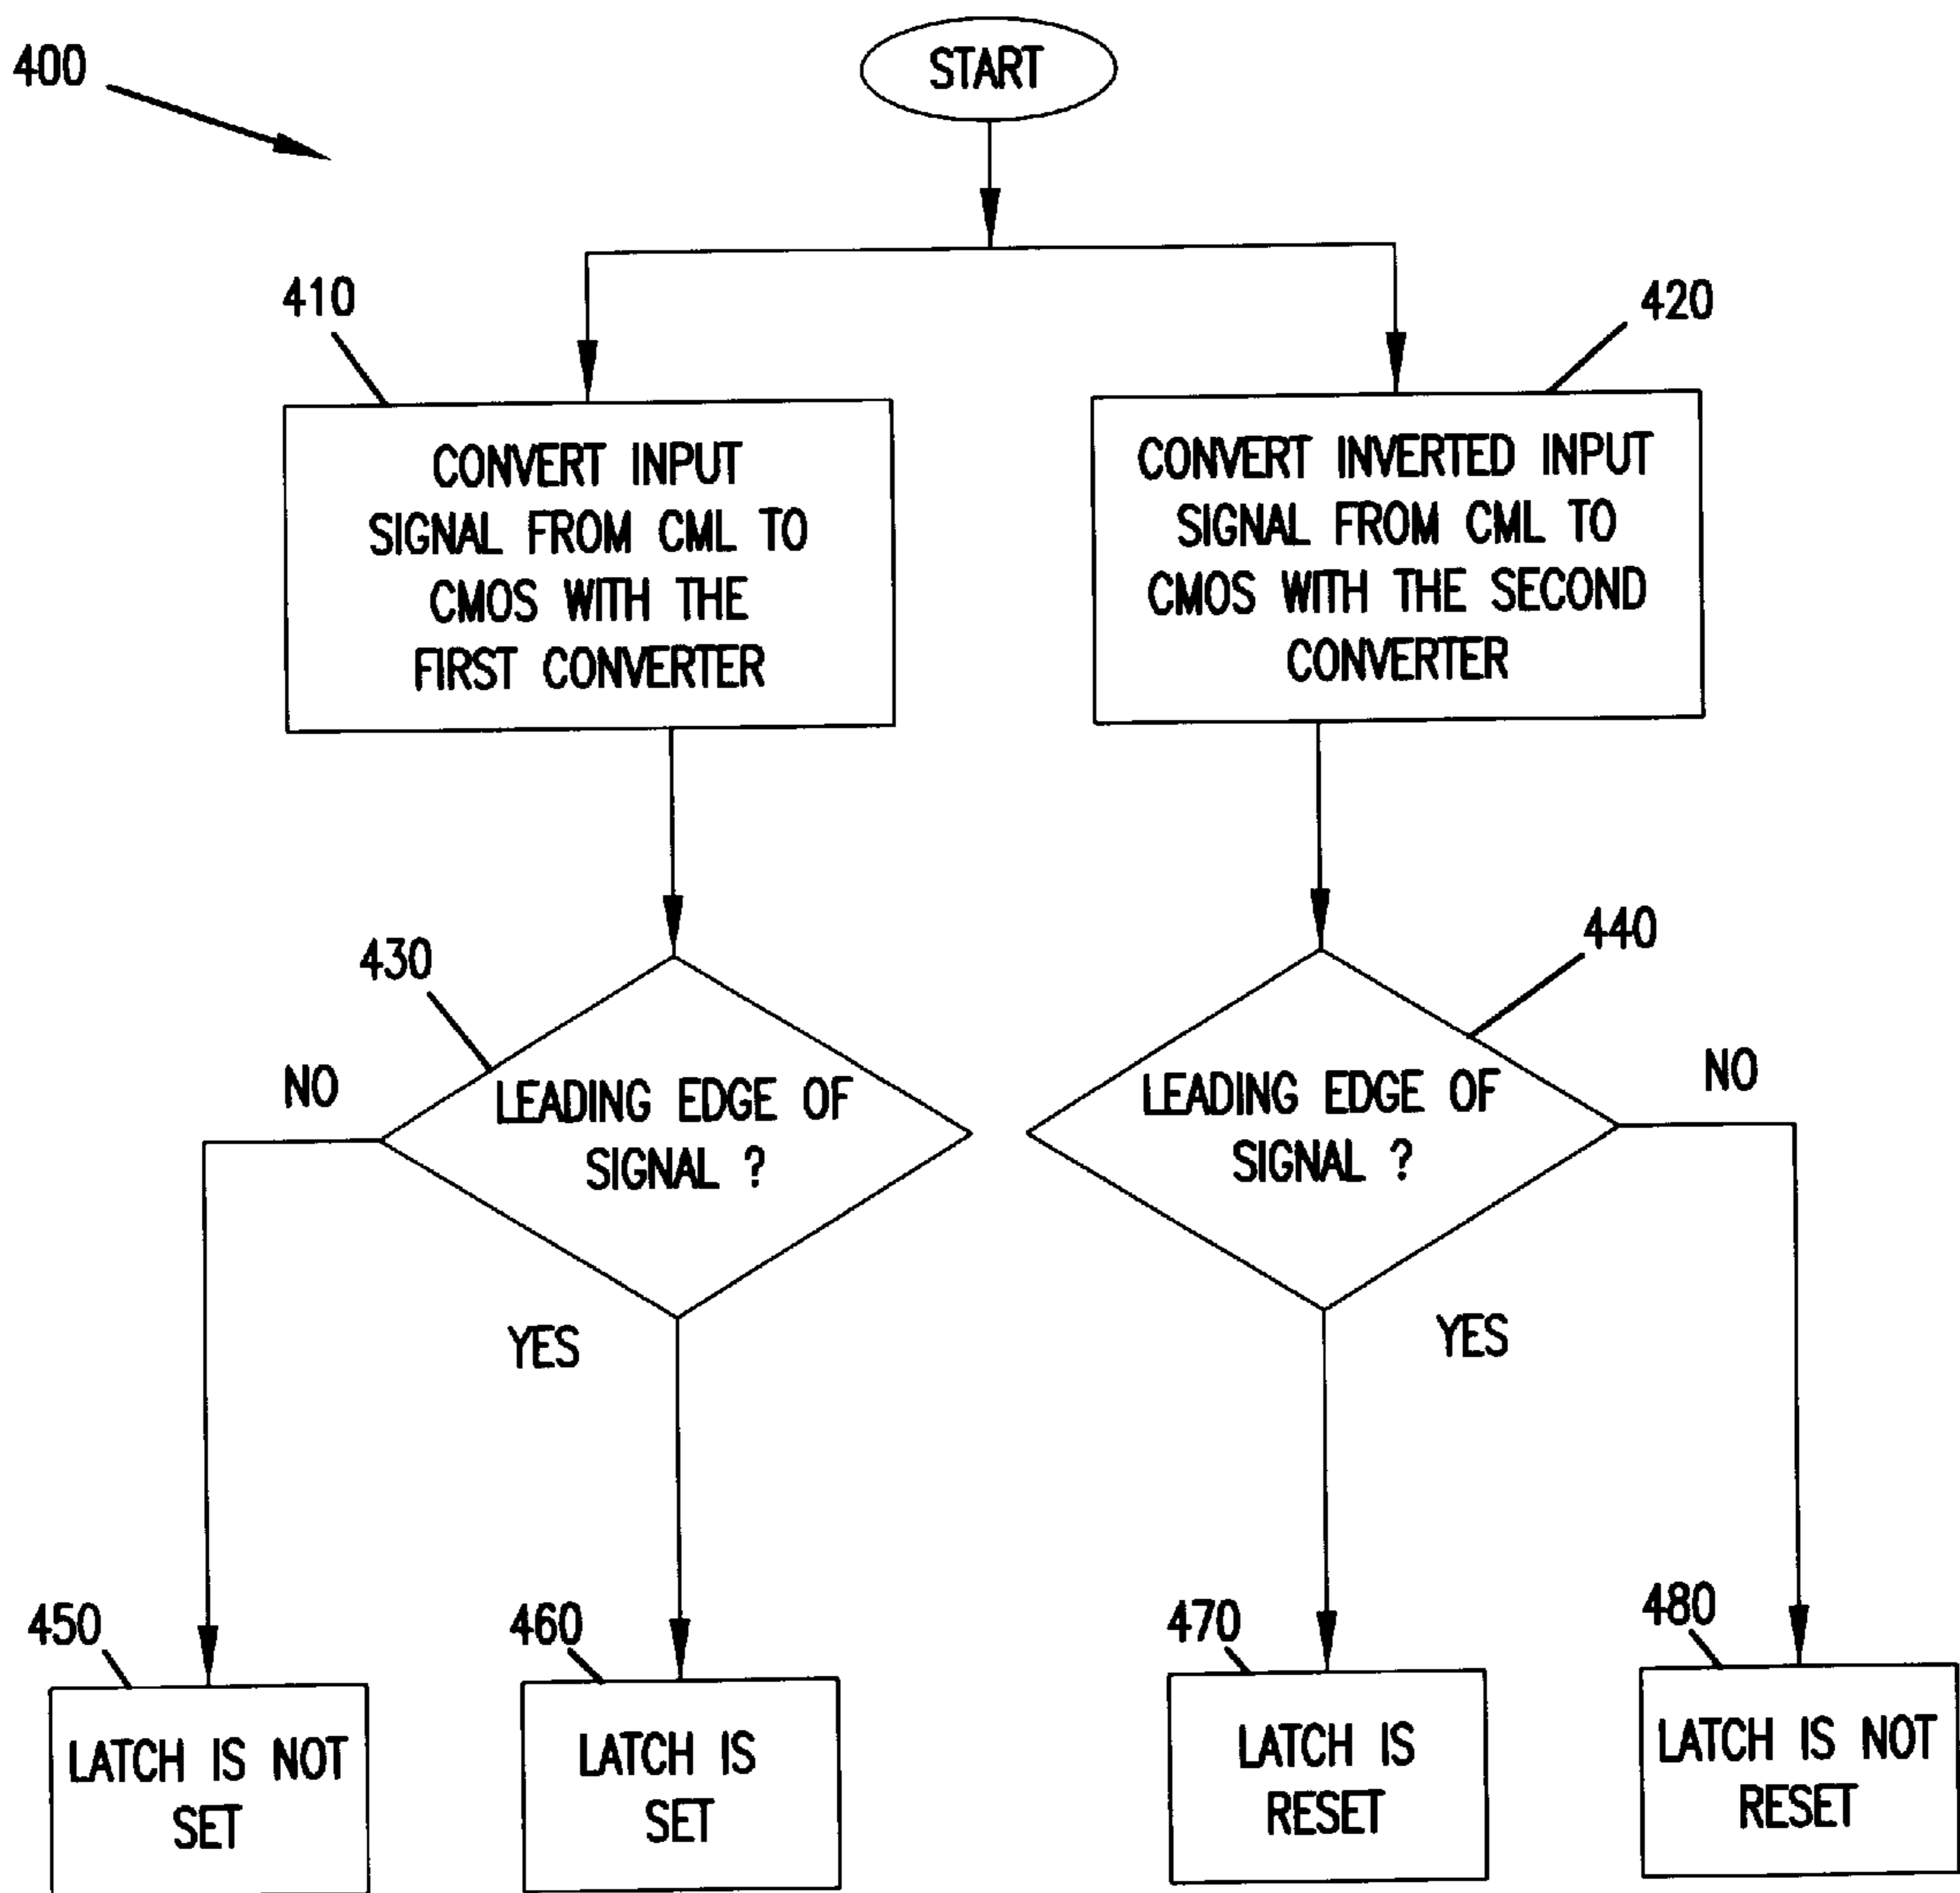 400
START
410
420
CONVERT INPUT
SIGNAL FROM CML TO
CMOS WITH THE
FIRST CONVERTER
CONVERT INVERTED INPUT
SIGNAL FROM CML TO
CMOS WITH THE SECOND
CONVERTER
430
440
NO
LEADING EDGE OF
SIGNAL ?
LEADING EDGE OF
SIGNAL ?
NO
YES
YES
450
460
470
480
LATCH IS NOT
SET
LATCH IS
SET
LATCH IS
RESET
LATCH IS NOT
RESET